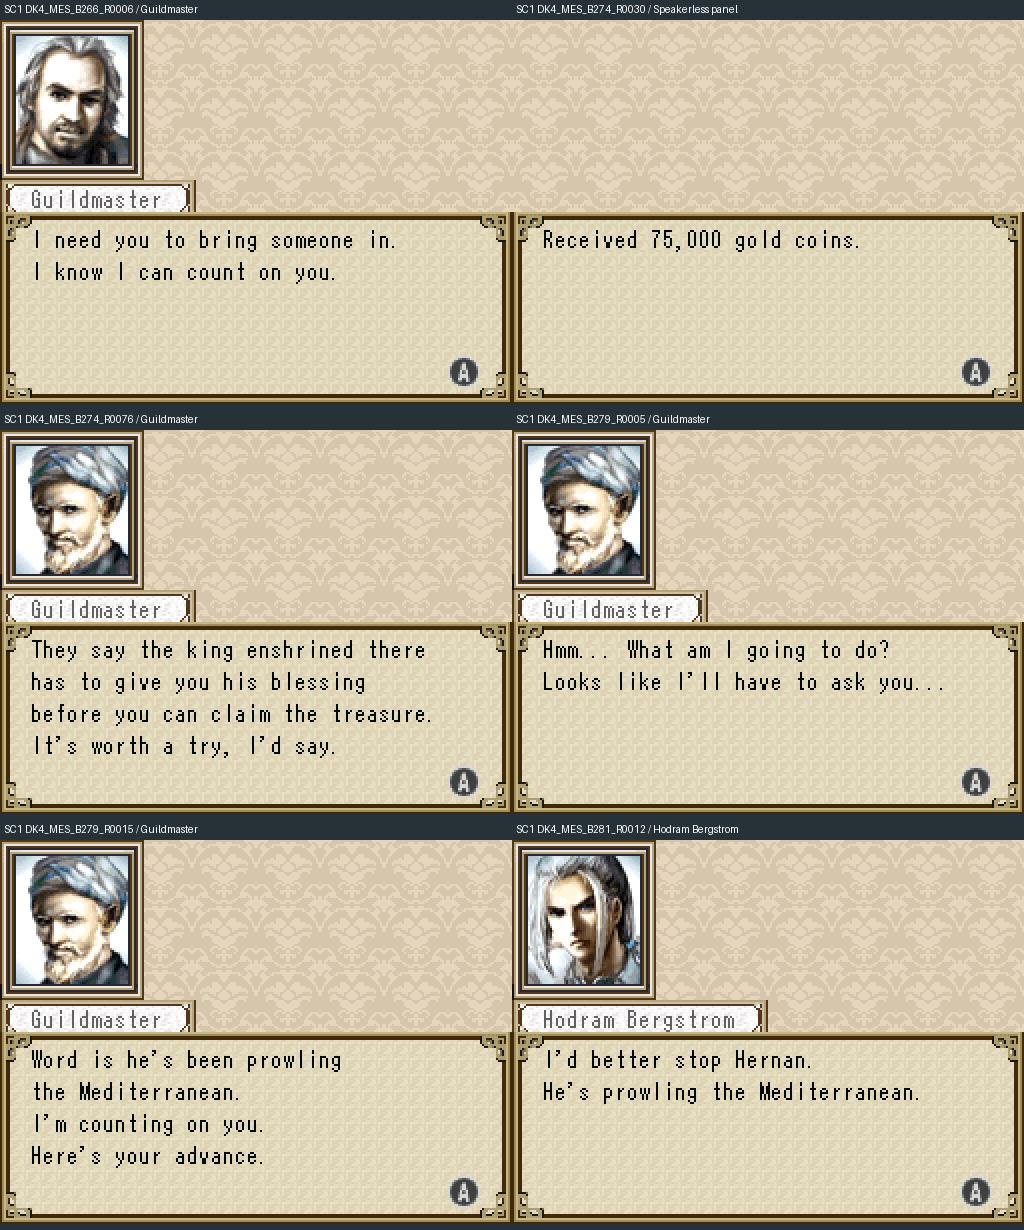 SC1 DK4_MES_B266_R0006 / Guildmaster
Guildmaster
I need you to bring someone in.
I know I can count on you.
A
SC1 DK4_MES_B274_R0030 / Speakerless panel
Received 75,000 gold coins.
A
SC1 DK4_MES_B274_R0076 / Guildmaster
Guildmaster
They say the king enshrined there
has to give you his blessing
before you can claim the treasure.
It's worth a try, I'd say.
A
SC1 DK4_MES_B279_R0005 / Guildmaster
Guildmaster
Hmm... What am I going to do?
Looks like I'll have to ask you...
A
SC1 DK4_MES_B279_R0015 / Guildmaster
Guildmaster
Word is he's been prowling
the Mediterranean.
I'm counting on you.
Here's your advance.
A
SC1 DK4_MES_B281_R0012 / Hodram Bergstrom
Hodram Bergstrom
I'd better stop Hernan.
He's prowling the Mediterranean.
A